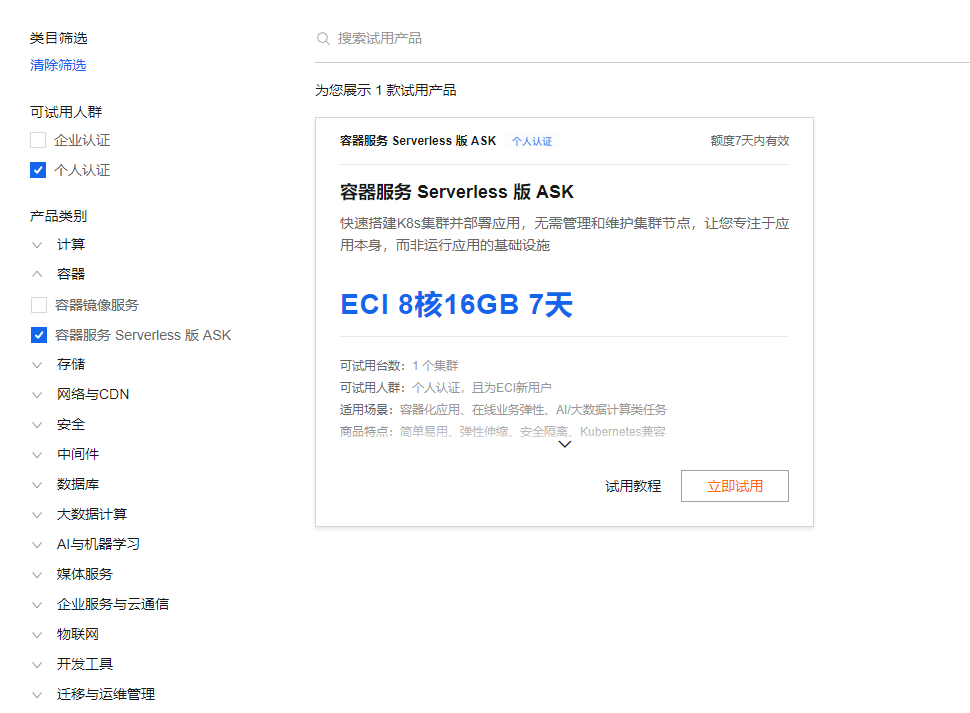 类目筛选
清除筛选
可试用人群
企业认证
个人认证
产品类别
计算
容器
容器镜像服务
容器服务 Serverless 版 ASK
存储
网络与CDN
安全
中间件
数据库
大数据计算
AI与机器学习
媒体服务
企业服务与云通信
物联网
开发工具
迁移与运维管理
搜索试用产品
为您展示 1 款试用产品
容器服务 Serverless 版 ASK 个人认证 额度7天内有效
容器服务 Serverless 版 ASK
快速搭建K8s集群并部署应用，无需管理和维护集群节点，让您专注于应
用本身，而非运行应用的基础设施
ECI 8核16GB 7天
可试用台数：1 个集群
可试用人群：个人认证，且为ECI新用户
适用场景：容器化应用、在线业务弹性、AI/大数据计算类任务
商品特点：简单易用、弹性伸缩、安全隔离、Kubernetes兼容
试用教程 立即试用